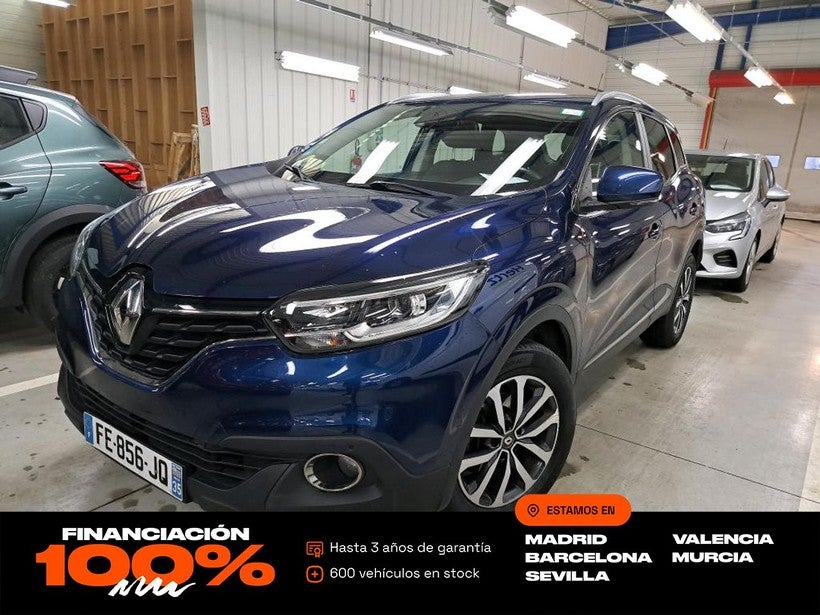 FE-856-JQ
35
ESTAMOS EN
FINANCIACIÓN
100%
Hasta 3 años de garantía
600 vehículos en stock
MADRID
BARCELONA
SEVILLA
VALENCIA
MURCIA